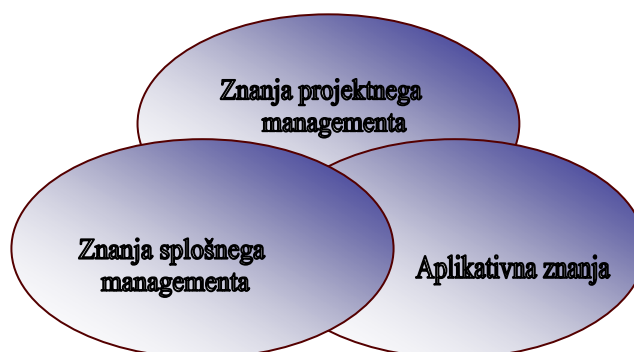 Znanja projektnega
managementa
Znanja splošnega
managementa
Aplikativna znanja